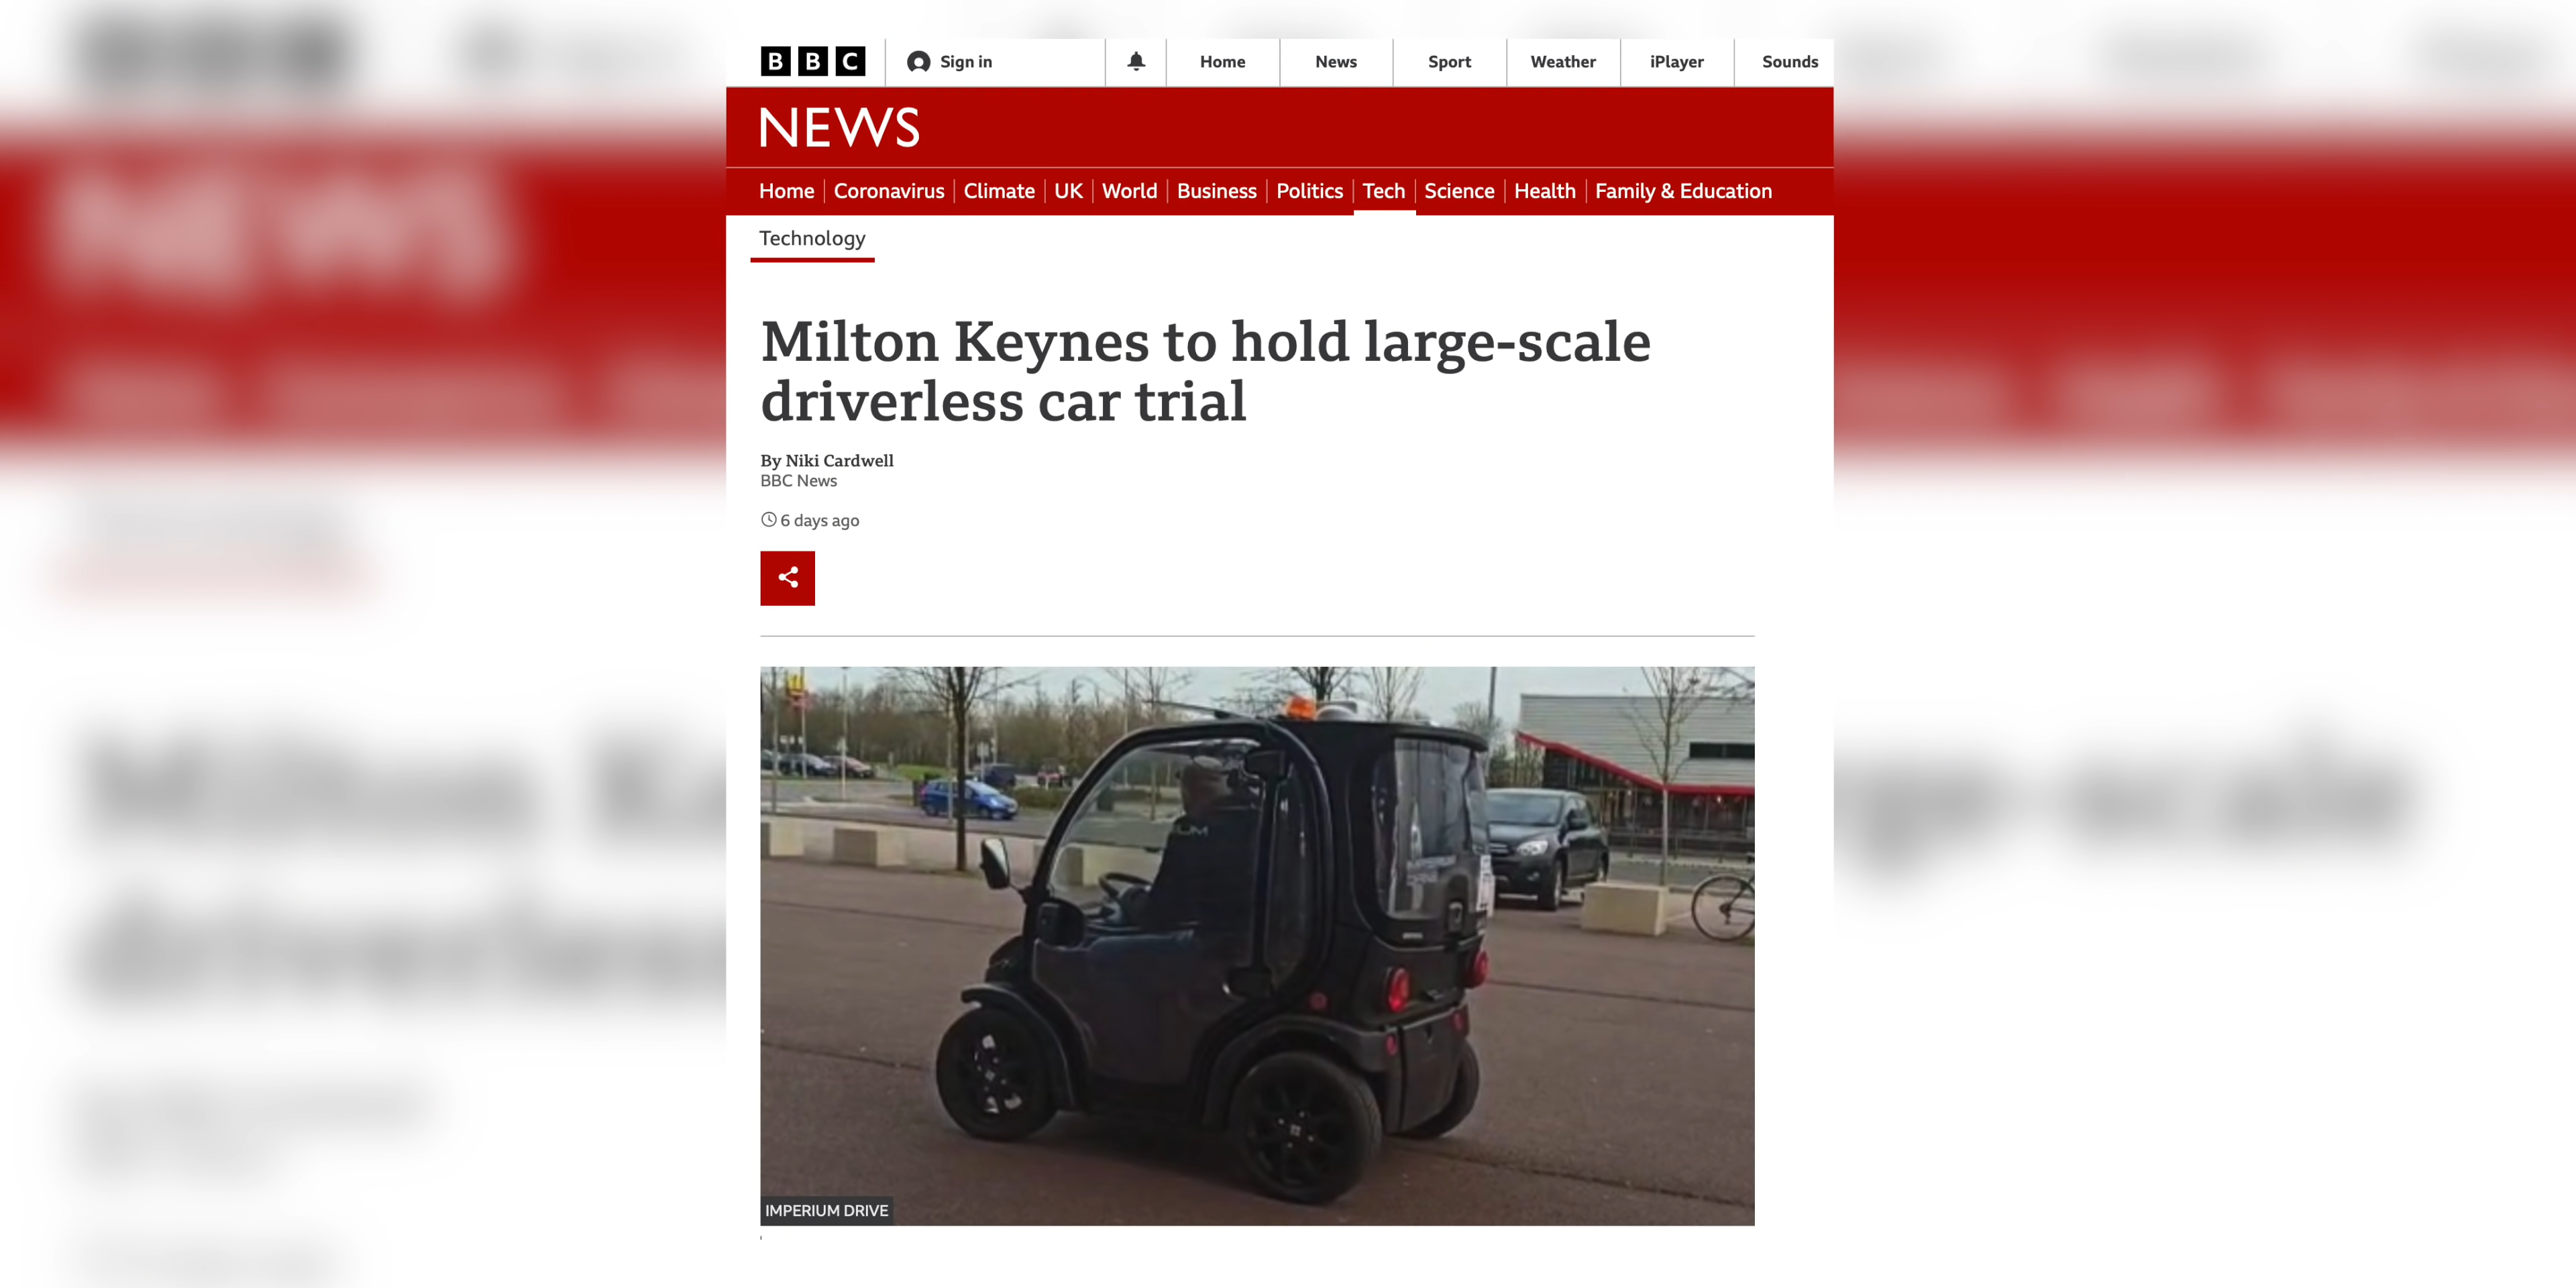 BBC Sign in Home News Sport Weather iPlayer Sounds
NEWS
Home Coronavirus Climate UK World Business Politics Tech Science Health Family & Education
Technology
Milton Keynes to hold large-scale
driverless car trial
By Niki Cardwell
BBC News
6 days ago
IMPERIUM DRIVE